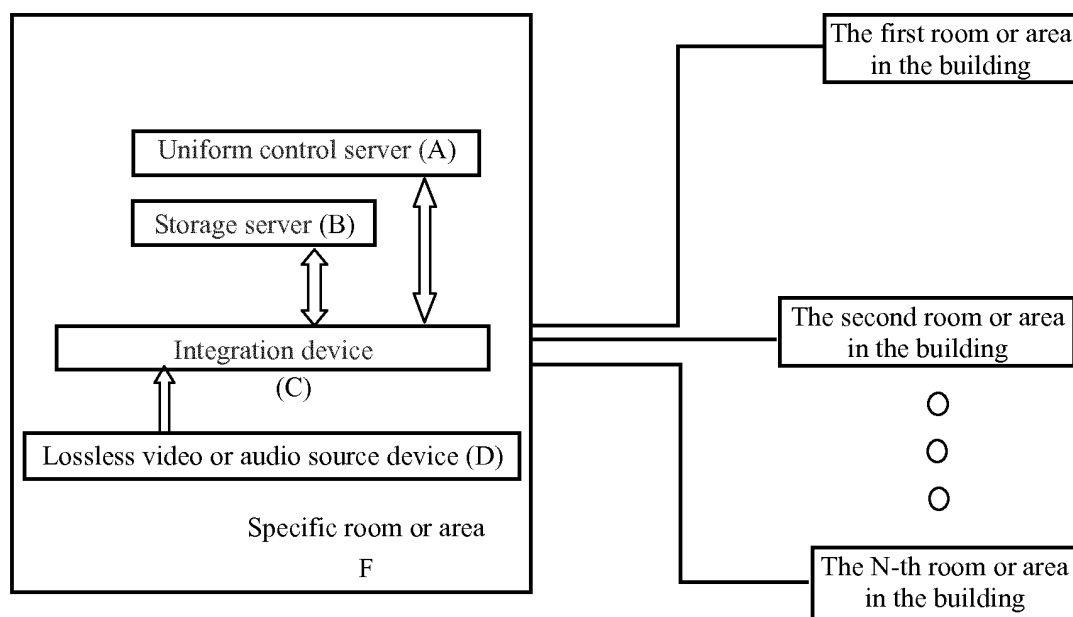 The first room or area
in the building
Uniform control server (A)
Storage server (B)
Integration device
(C)
The second room or area
in the building
Lossless video or audio source device (D)
Specific room or area
F
The N-th room or area
in the building